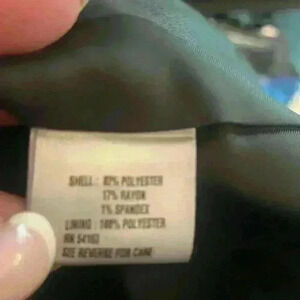 SHELL: 82% POLYESTER
17% RAYON
1% SPANDEX
LINING: 100% POLYESTER
RN 54163
SEE REVERSE FOR CARE